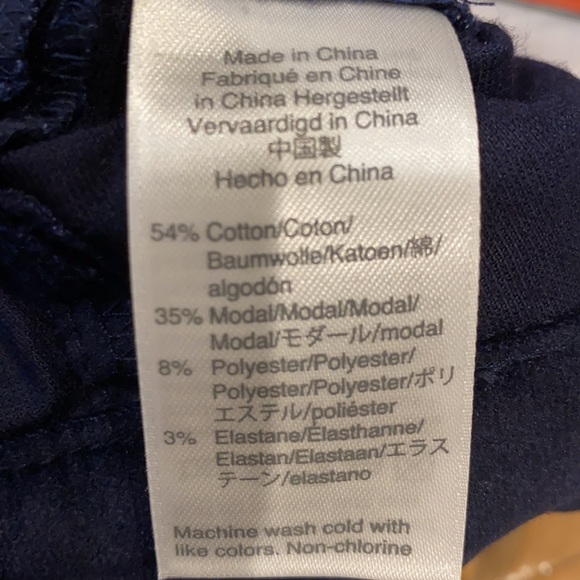 Made in China
Fabriqué en Chine
in China Hergestellt
Vervaardigd in China
中国製
Hecho en China
54% Cotton/Coton/
Baumwolle/Katoen/綿/
algodón
35% Modal/Modal/Modal/
Modal/モダール/modal
8% Polyester/Polyester/
Polyester/Polyester/ポリ
エステル/poliéster
3% Elastane/Elasthanne/
Elastan/Elastaan/エラス
テーン/elastano
Machine wash cold with
like colors. Non-chlorine